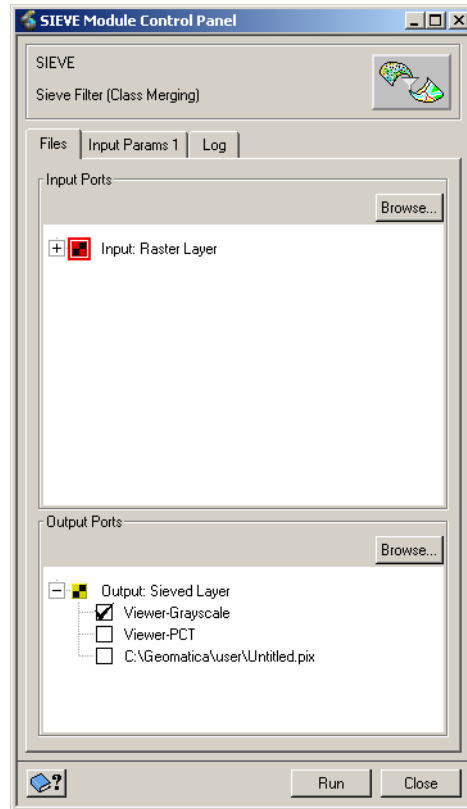 SIEVE Module Control Panel
SIEVE
Sieve Filter (Class Merging)
Files Input Params 1 Log
Input Ports
Browse...
Input: Raster Layer
Output Ports
Browse...
Output: Sieved Layer
Viewer-Grayscale
Viewer-PCT
C:\Geomatica\user\Untitled.pix
? Run Close